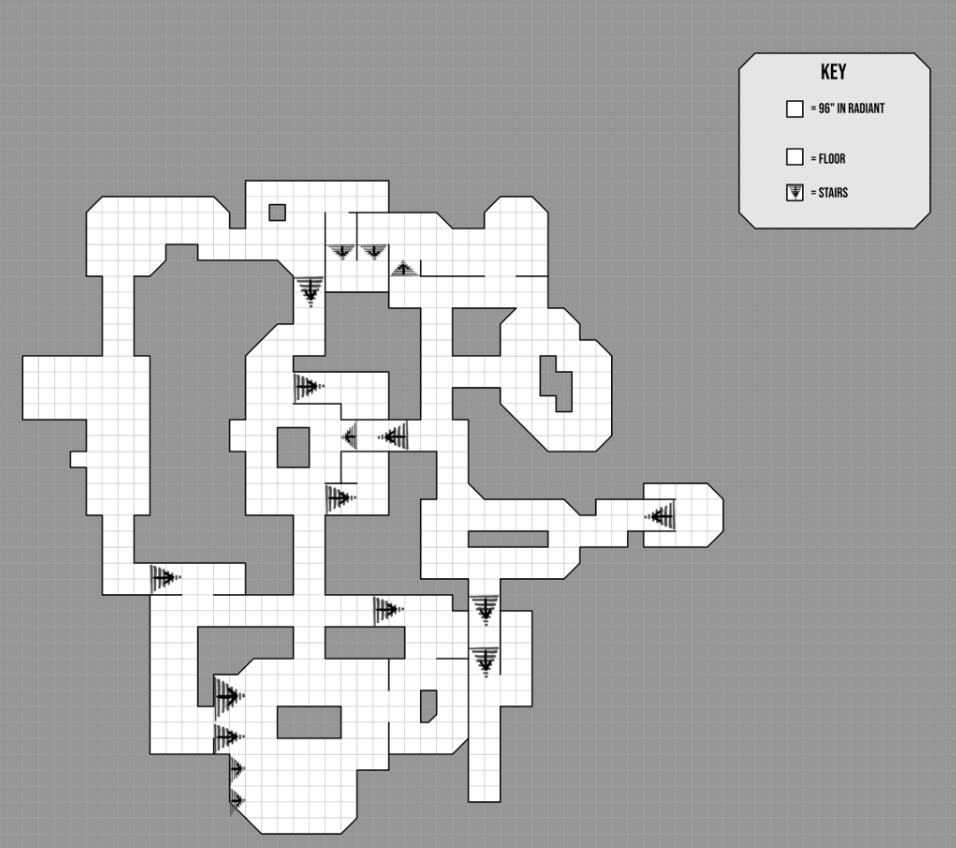 KEY
= 96" IN RADIANT
= FLOOR
= STAIRS